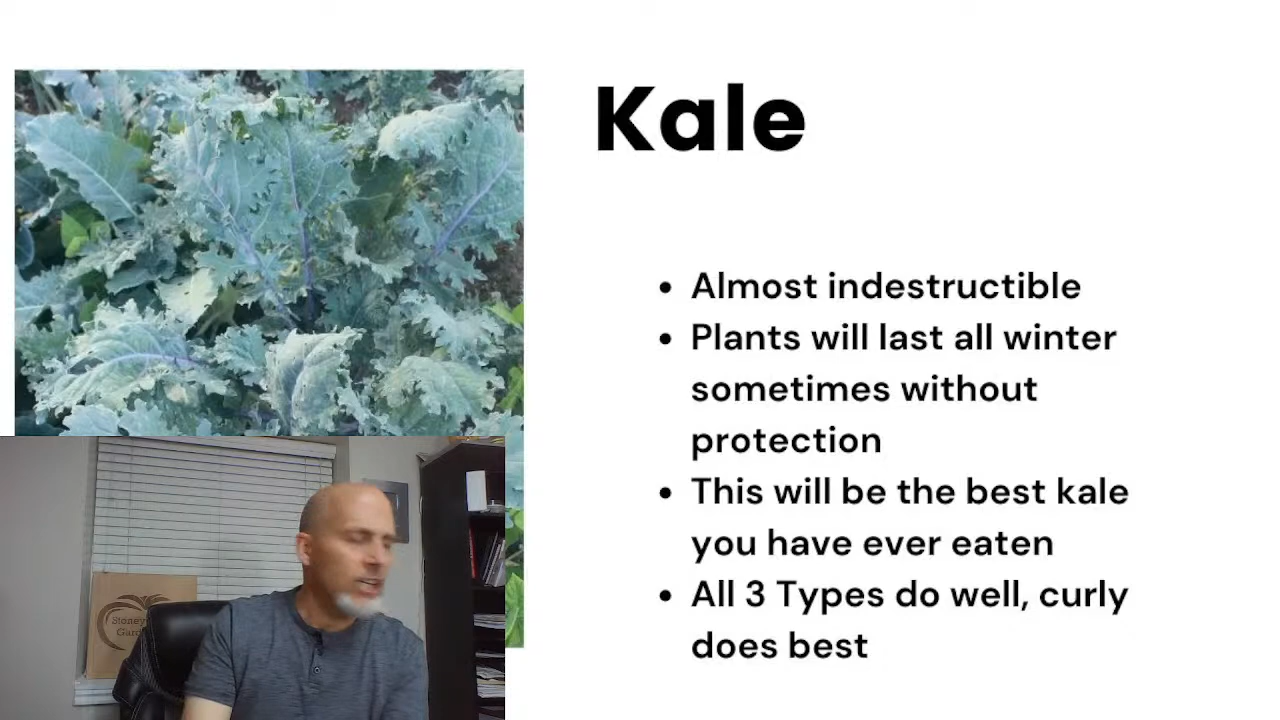 Kale
• Almost indestructible
• Plants will last all winter
sometimes without
protection
• This will be the best kale
you have ever eaten
• All 3 Types do well, curly
does best